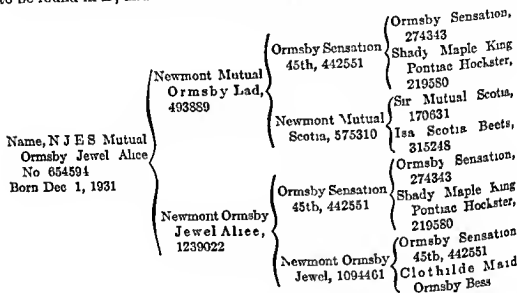 Ormsby Sensation,
274343
Ormsby Sensation
45th, 442551
Shady Maple King
Pontiac Hockster,
219580
Newmont Mutual
Ormsby Lad,
493889
Sir Mutual Scotia,
170631
Newmont Mutual
Scotia, 575310
Isa Scotia Beets,
315248
Name, N J E S Mutual
Ormsby Jewel Alice
No 654594
Born Dec 1, 1931
Ormsby Sensation,
274343
Ormsby Sensation
45th, 442551
Shady Maple King
Pontiac Hockster,
219580
Newmont Ormsby
Jewel Alice,
1239022
Ormsby Sensation
45th, 442551
Newmont Ormsby
Jewel, 1094461
Clothilde Maid
Ormsby Bess